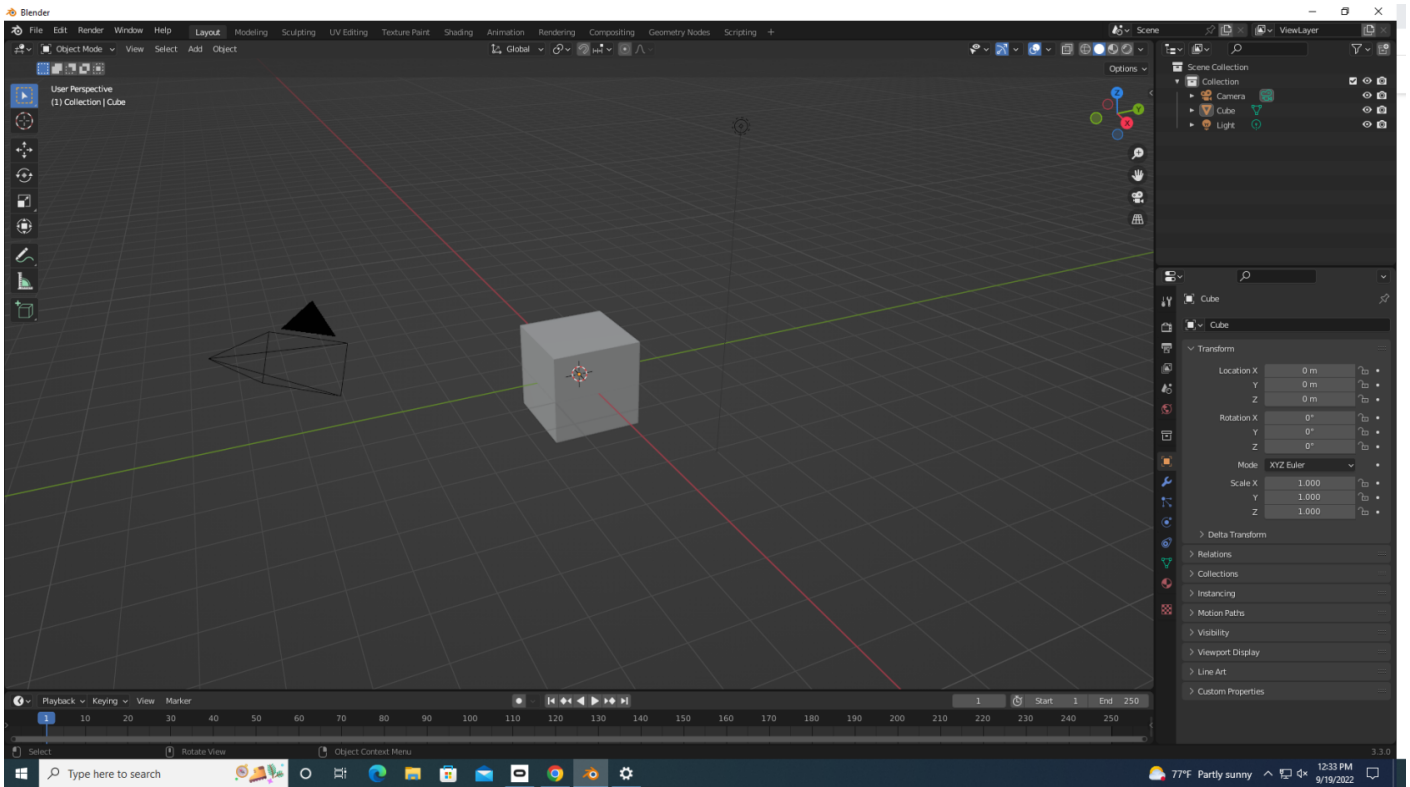 Blender
File Edit Render Window Help Layout Modeling Sculpting UV Editing Texture Paint Shading Animation Rendering Compositing Geometry Nodes Scripting + Scene ViewLayer
Object Mode View Select Add Object Global
Options
User Perspective
(1) Collection | Cube
Z
Y
X
Scene Collection
Collection
Camera
Cube
Light
Cube
Cube
Transform
Location X 0 m
Y 0 m
Z 0 m
Rotation X 0°
Y 0°
Z 0°
Mode XYZ Euler
Scale X 1.000
Y 1.000
Z 1.000
Delta Transform
Relations
Collections
Instancing
Motion Paths
Visibility
Viewport Display
Line Art
Custom Properties
Playback Keying View Marker 1 Start 1 End 250
1 10 20 30 40 50 60 70 80 90 100 110 120 130 140 150 160 170 180 190 200 210 220 230 240 250
Select Rotate View Object Context Menu 3.3.0
Type here to search 77°F Partly sunny 12:33 PM
9/19/2022